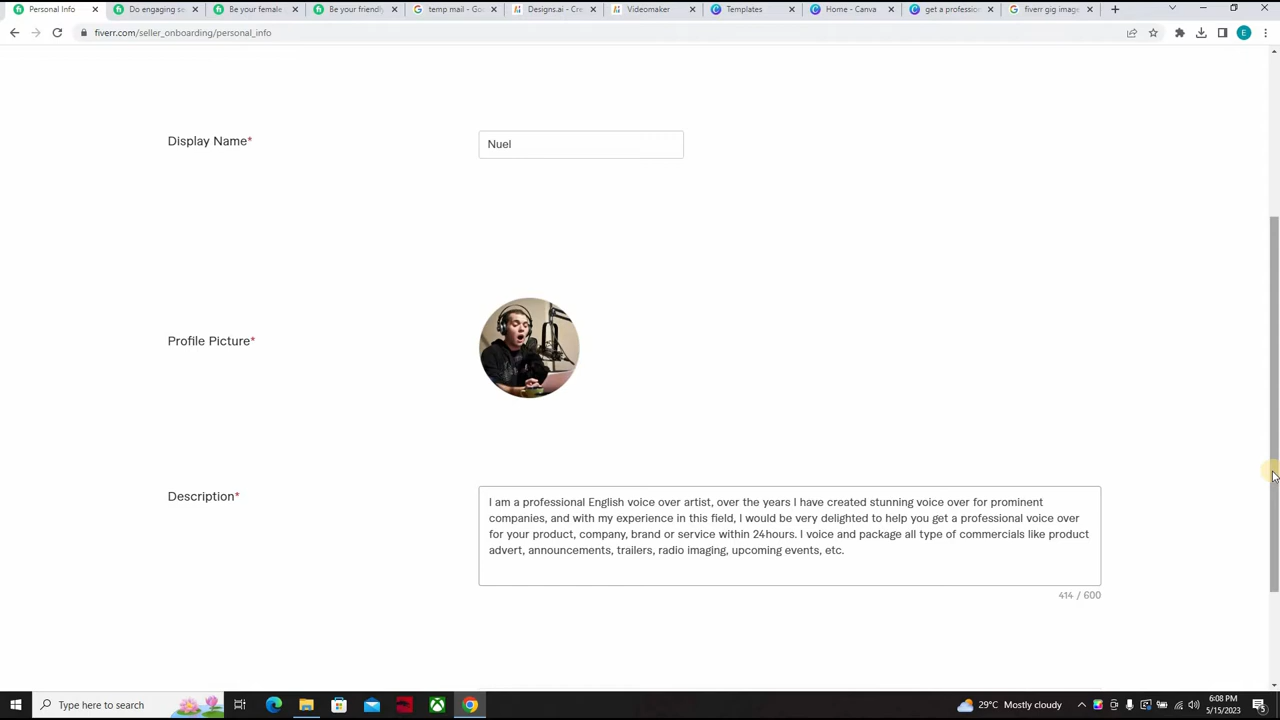 Personal Info
Do engaging se
Be your female
Be your friendly
temp mail - Goo
Designs.ai - Cre
Videomaker
Templates
Home - Canva
get a profession
fiverr gig image
fiverr.com/seller_onboarding/personal_info
E
Display Name*
Nuel
Profile Picture*
Description*
I am a professional English voice over artist, over the years I have created stunning voice over for prominent
companies, and with my experience in this field, I would be very delighted to help you get a professional voice over
for your product, company, brand or service within 24hours. I voice and package all type of commercials like product
advert, announcements, trailers, radio imaging, upcoming events, etc.
414 / 600
Type here to search
29°C Mostly cloudy
6:08 PM
5/15/2023